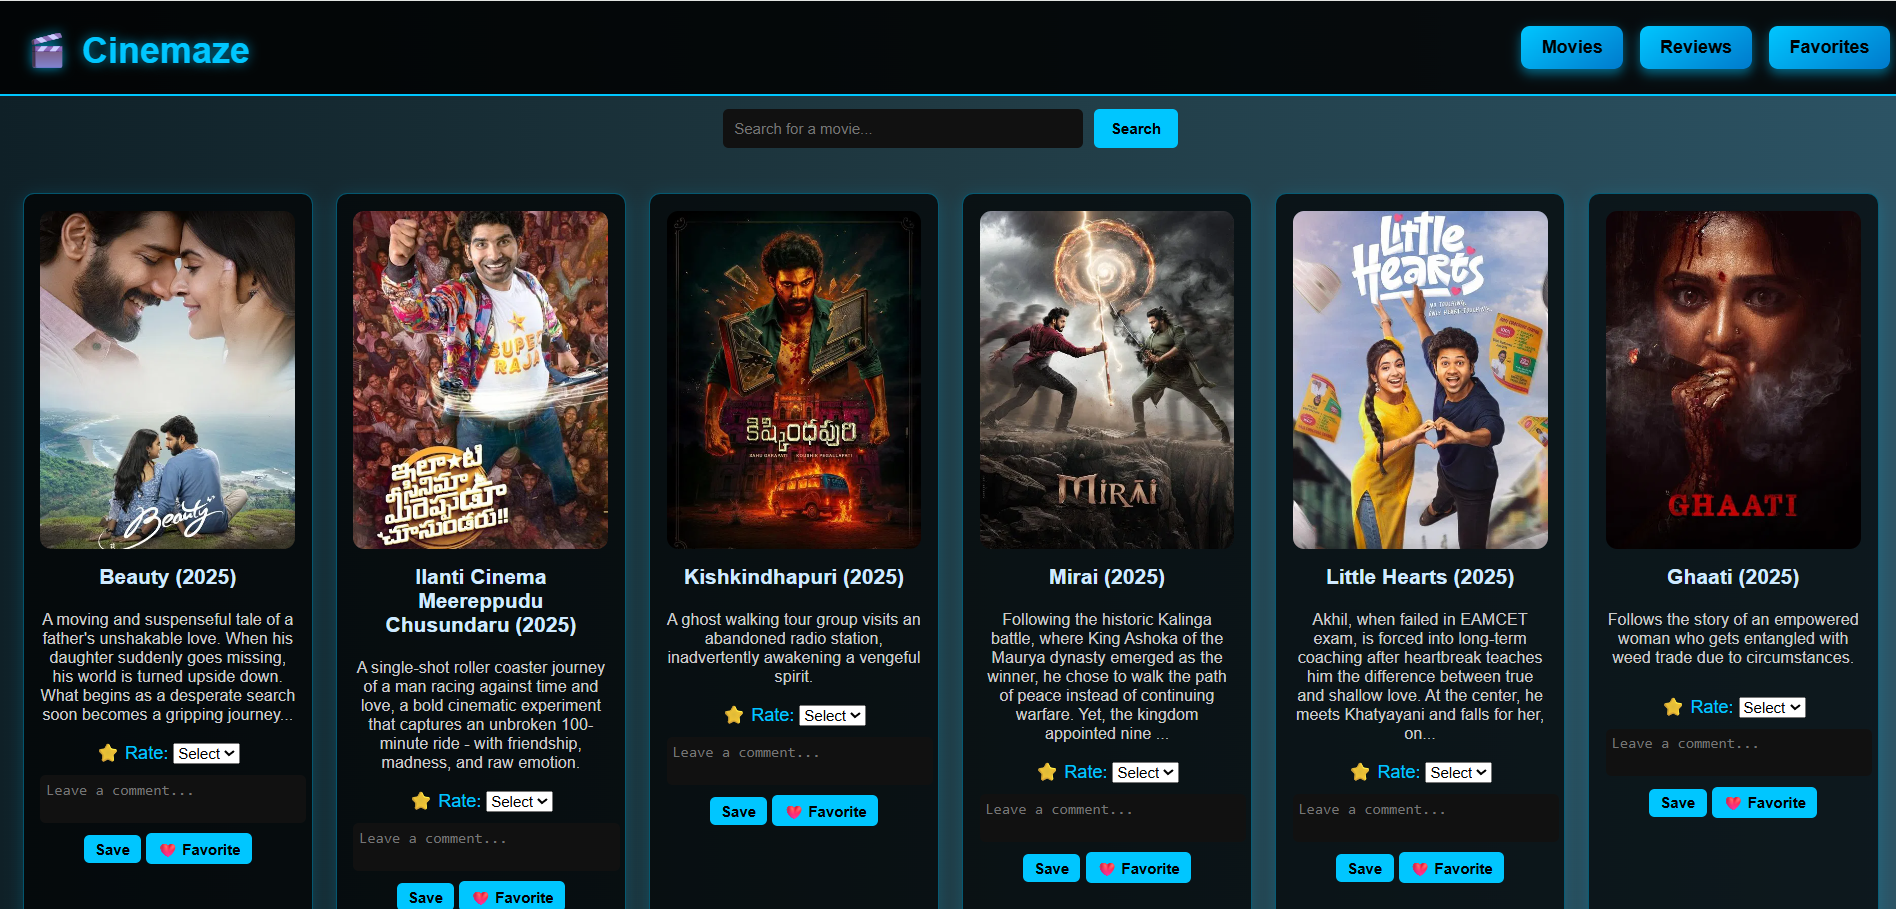 Cinemaze
Movies
Reviews
Favorites
Search for a movie...
Search
Beauty
Beauty (2025)
A moving and suspenseful tale of a
father's unshakable love. When his
daughter suddenly goes missing,
his world is turned upside down.
What begins as a desperate search
soon becomes a gripping journey...
Rate: Select
Leave a comment...
Save
Favorite
SUPER
RAJA
ఇలాంటి
సినిమా
మీరెప్పుడూ
చూసుండరు!!
Ilanti Cinema
Meereppudu
Chusundaru (2025)
A single-shot roller coaster journey
of a man racing against time and
love, a bold cinematic experiment
that captures an unbroken 100-
minute ride - with friendship,
madness, and raw emotion.
Rate: Select
Leave a comment...
Save
Favorite
కిష్కింధపురి
SAHU GARAPATI KOUSHIK PEGALLAPATI
Kishkindhapuri (2025)
A ghost walking tour group visits an
abandoned radio station,
inadvertently awakening a vengeful
spirit.
Rate: Select
Leave a comment...
Save
Favorite
MIRAI
Mirai (2025)
Following the historic Kalinga
battle, where King Ashoka of the
Maurya dynasty emerged as the
winner, he chose to walk the path
of peace instead of continuing
warfare. Yet, the kingdom
appointed nine ...
Rate: Select
Leave a comment...
Save
Favorite
Little
Hearts
NO TOUCHING,
ONLY HEART TOUCHING...
Little Hearts (2025)
Akhil, when failed in EAMCET
exam, is forced into long-term
coaching after heartbreak teaches
him the difference between true
and shallow love. At the center, he
meets Khatyayani and falls for her,
on...
Rate: Select
Leave a comment...
Save
Favorite
GHAATI
Ghaati (2025)
Follows the story of an empowered
woman who gets entangled with
weed trade due to circumstances.
Rate: Select
Leave a comment...
Save
Favorite